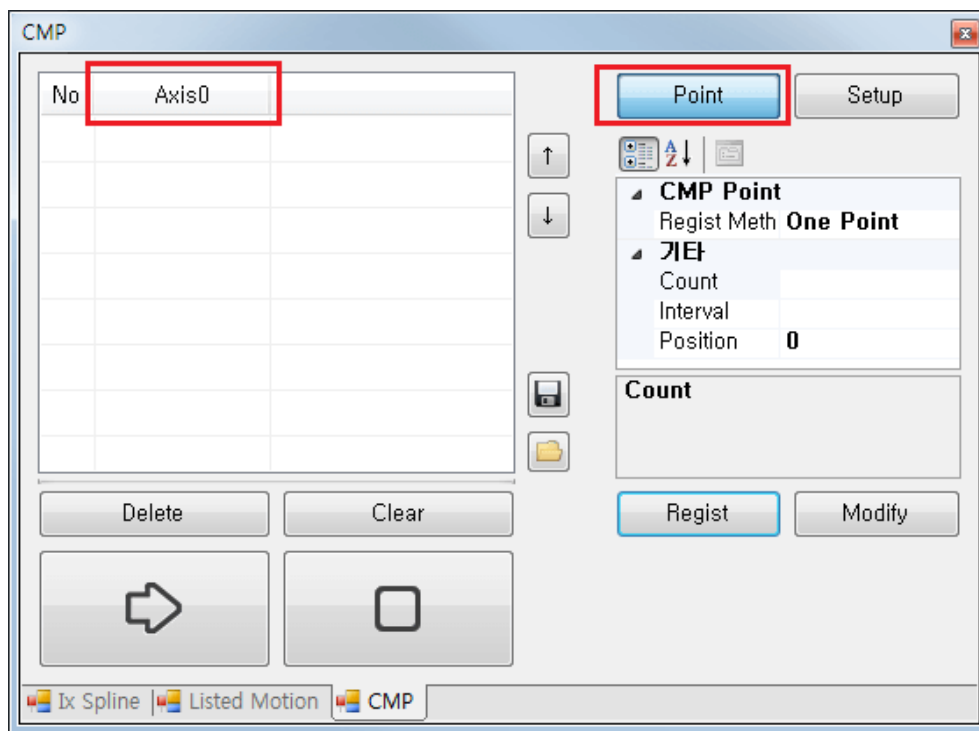 CMP
No Axis0
Point Setup
↑
↓
CMP Point
Regist Meth One Point
기타
Count
Interval
Position 0
Count
Delete Clear
Regist Modify
Ix Spline Listed Motion CMP